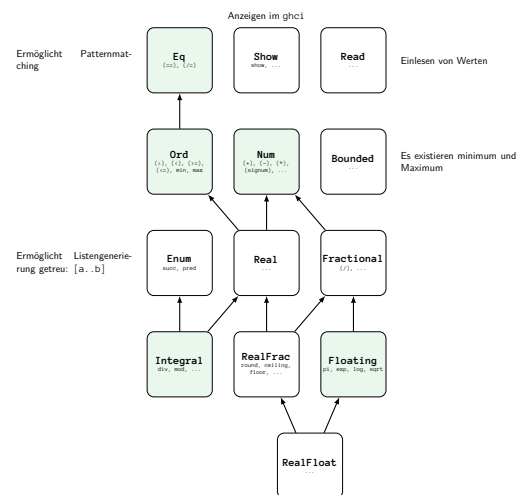 Anzeigen im ghci
Ermöglicht Patternmat-
ching
Eq
(==), (/=)
Show
show, ...
Read
...
Einlesen von Werten
Ord
(>), (<), (>=),
(<=), min, max
Num
(+), (-), (*),
(signum), ...
Bounded
...
Es existieren minimum und
Maximum
Ermöglicht Listengenerie-
rung getreu: [a..b]
Enum
succ, pred
Real
...
Fractional
(/), ...
Integral
div, mod, ...
RealFrac
round, ceiling,
floor, ...
Floating
pi, exp, log, sqrt
RealFloat
...